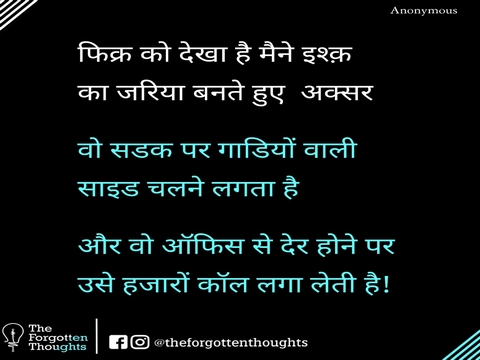 Anonymous
फिक्र को देखा है मैने इश्क़
का जरिया बनते हुए अक्सर
वो सडक पर गाडियों वाली
साइड चलने लगता है
और वो ऑफिस से देर होने पर
उसे हजारों कॉल लगा लेती है!
The
Forgotten
Thoughts
@theforgottenthoughts